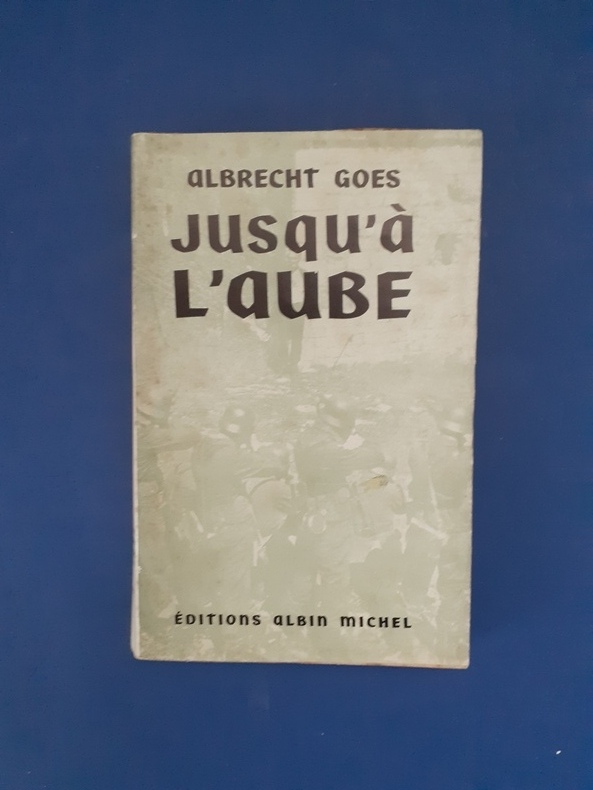 ALBRECHT GOES
JUSQU'À
L'AUBE
ÉDITIONS ALBIN MICHEL